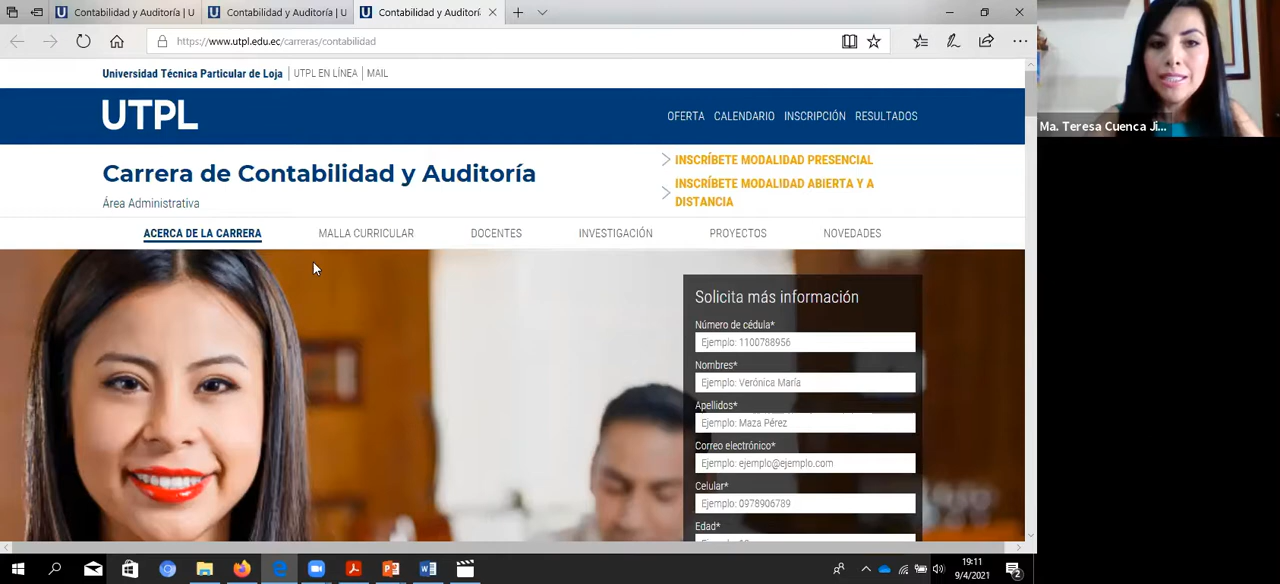 Contabilidad y Auditoría | U
Contabilidad y Auditoría | U
Contabilidad y Auditorí
https://www.utpl.edu.ec/carreras/contabilidad
Ma. Teresa Cuenca Ji...
Universidad Técnica Particular de Loja | UTPL EN LÍNEA | MAIL
UTPL
OFERTA CALENDARIO INSCRIPCIÓN RESULTADOS
Carrera de Contabilidad y Auditoría
Área Administrativa
INSCRÍBETE MODALIDAD PRESENCIAL
INSCRÍBETE MODALIDAD ABIERTA Y A
DISTANCIA
ACERCA DE LA CARRERA MALLA CURRICULAR DOCENTES INVESTIGACIÓN PROYECTOS NOVEDADES
Solicita más información
Número de cédula*
Ejemplo: 1100788956
Nombres*
Ejemplo: Verónica María
Apellidos*
Ejemplo: Maza Pérez
Correo electrónico*
Ejemplo: ejemplo@ejemplo.com
Celular*
Ejemplo: 0978906789
Edad*
19:11
9/4/2021